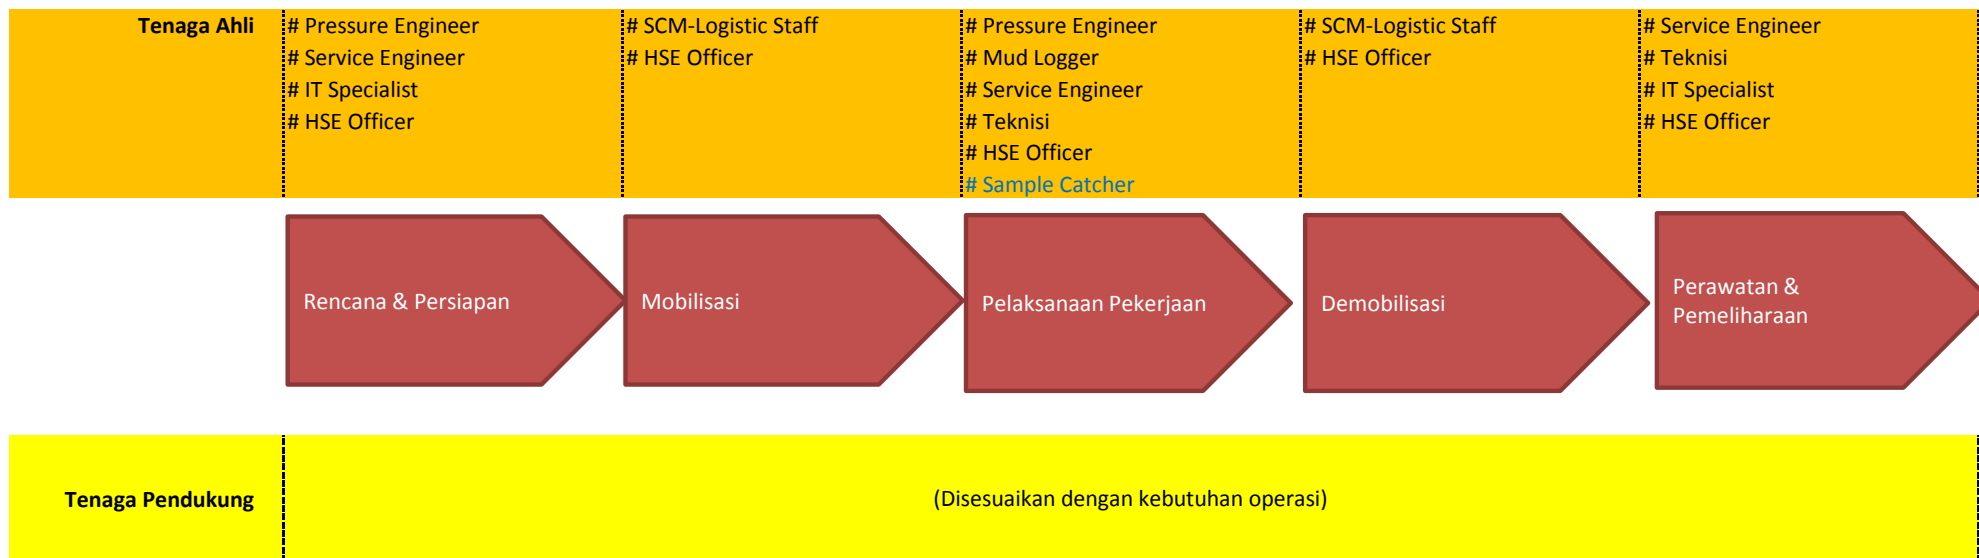 Tenaga Ahli
# Pressure Engineer
# Service Engineer
# IT Specialist
# HSE Officer
# SCM-Logistic Staff
# HSE Officer
# Pressure Engineer
# Mud Logger
# Service Engineer
# Teknisi
# HSE Officer
# Sample Catcher
# SCM-Logistic Staff
# HSE Officer
# Service Engineer
# Teknisi
# IT Specialist
# HSE Officer
Rencana & Persiapan
Mobilisasi
Pelaksanaan Pekerjaan
Demobilisasi
Perawatan &
Pemeliharaan
Tenaga Pendukung
(Disesuaikan dengan kebutuhan operasi)